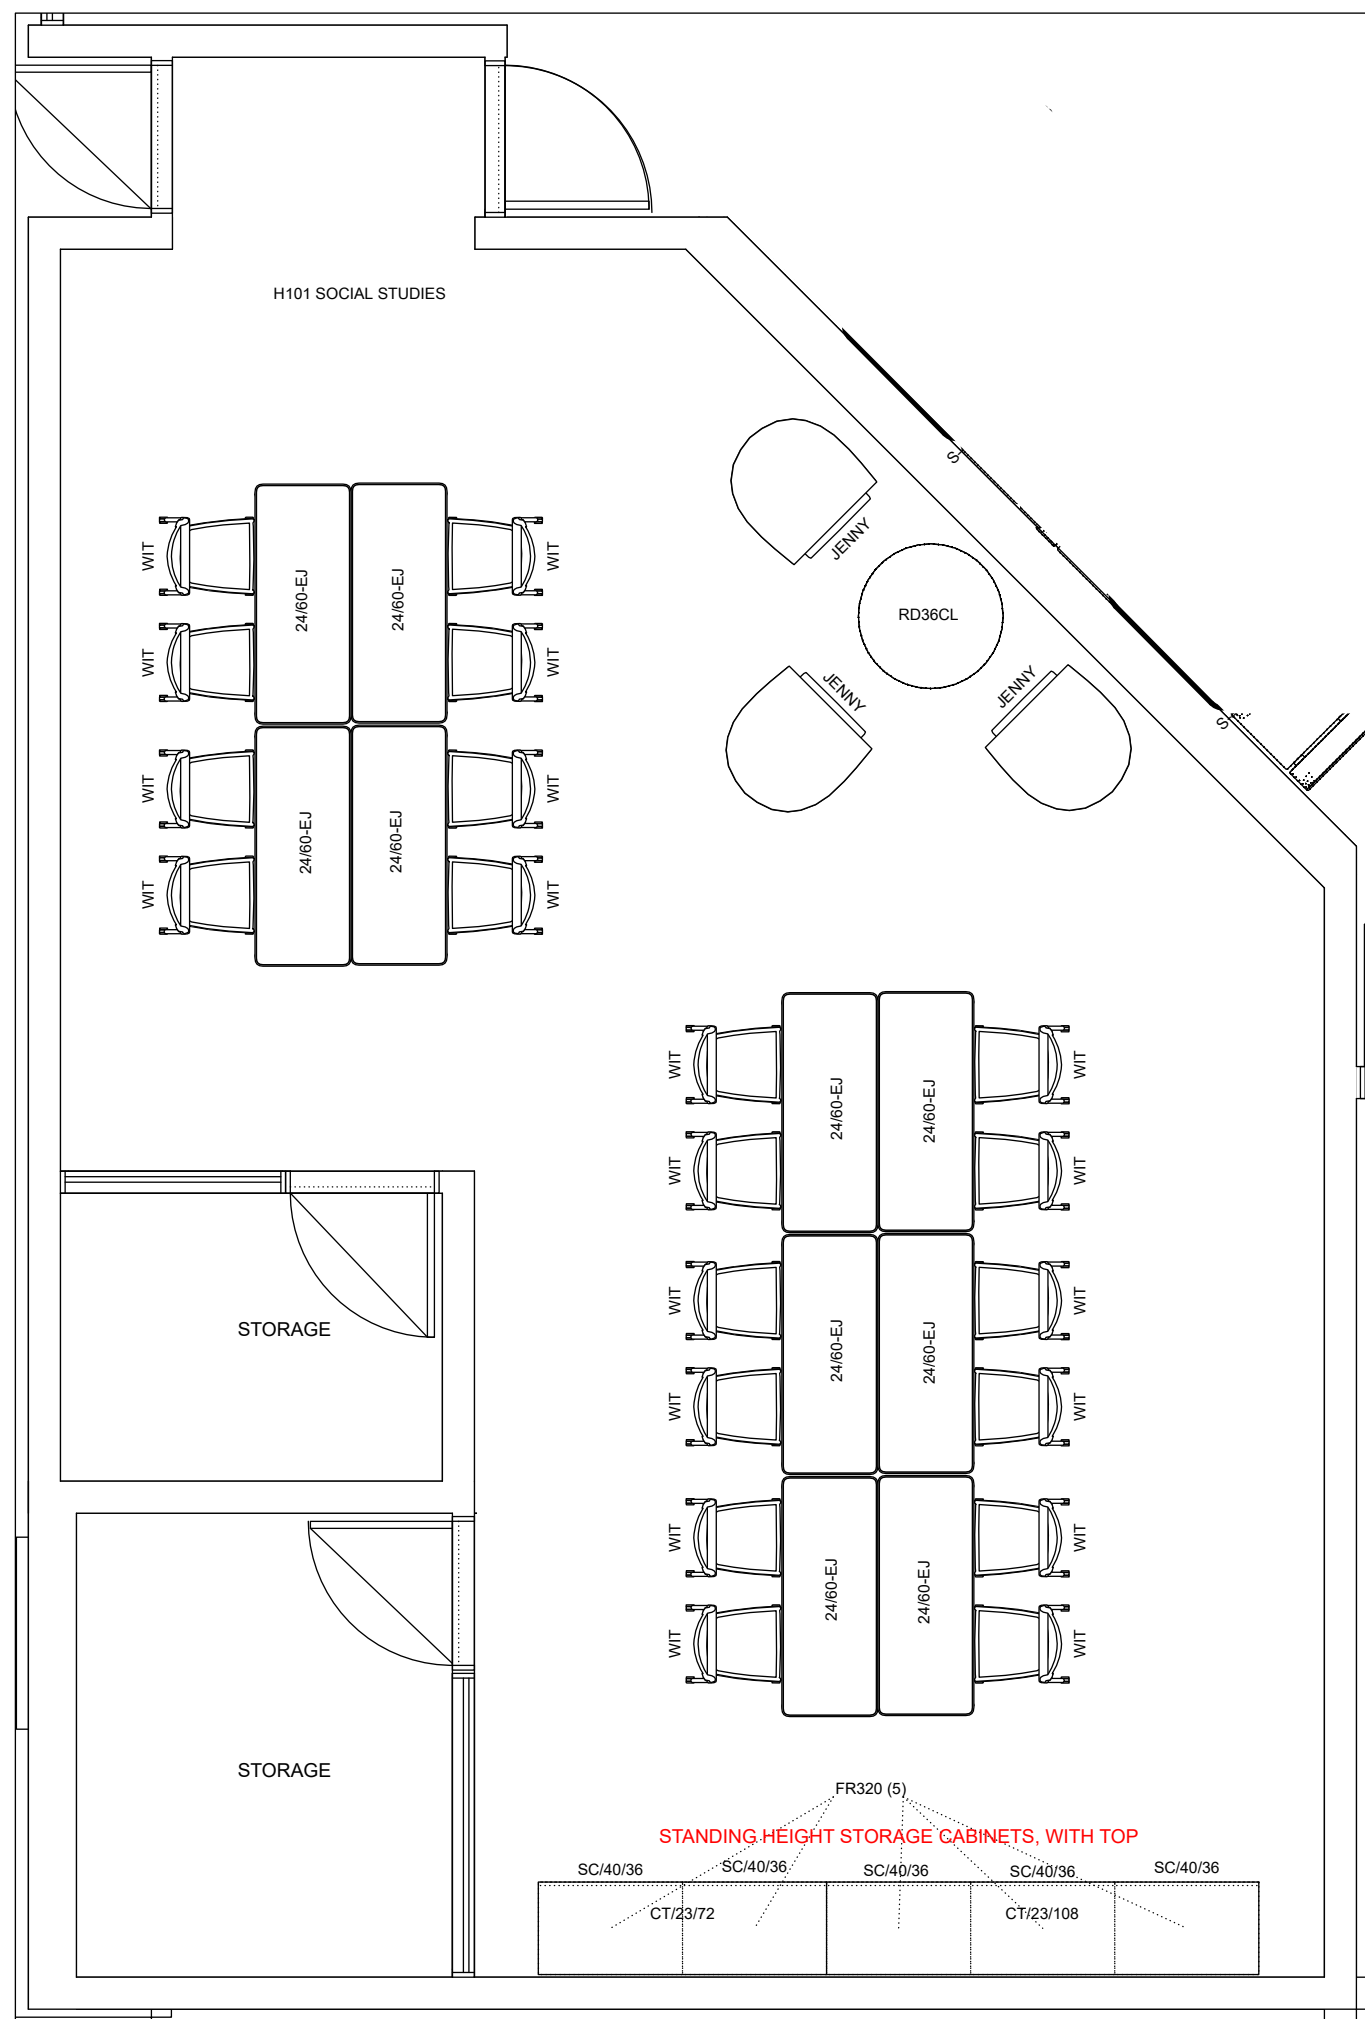 H101 SOCIAL STUDIES
S
JENNY
WIT
24/60-EJ
24/60-EJ
WIT
RD36CL
WIT
WIT
JENNY
JENNY
S
WIT
24/60-EJ
24/60-EJ
WIT
WIT
WIT
WIT
24/60-EJ
24/60-EJ
WIT
WIT
WIT
STORAGE
WIT
24/60-EJ
24/60-EJ
WIT
WIT
WIT
WIT
24/60-EJ
24/60-EJ
WIT
WIT
WIT
STORAGE
FR320 (5)
STANDING HEIGHT STORAGE CABINETS, WITH TOP
SC/40/36
SC/40/36
SC/40/36
SC/40/36
SC/40/36
CT/23/72
CT/23/108